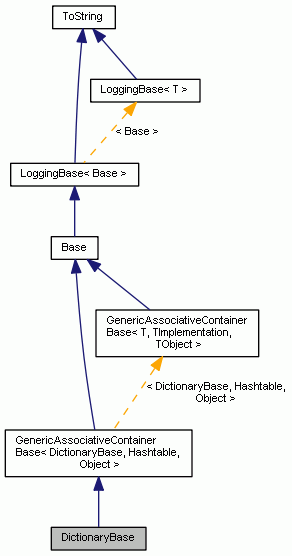 ToString
LoggingBase< T >
< Base >
LoggingBase< Base >
Base
GenericAssociativeContainer
Base< T, TImplementation,
TObject >
< DictionaryBase, Hashtable,
Object >
GenericAssociativeContainer
Base< DictionaryBase, Hashtable,
Object >
DictionaryBase